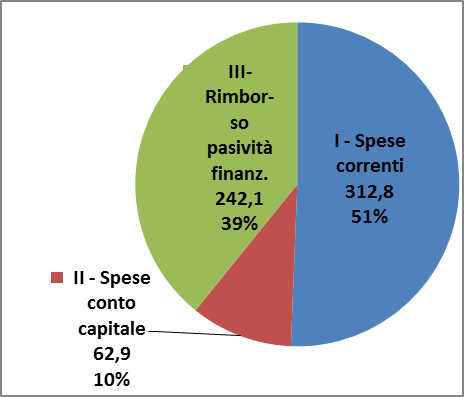 III-
Rimbor-
so
pasività
finanz.
242,1
39%
I - Spese
correnti
312,8
51%
II - Spese
conto
capitale
62,9
10%